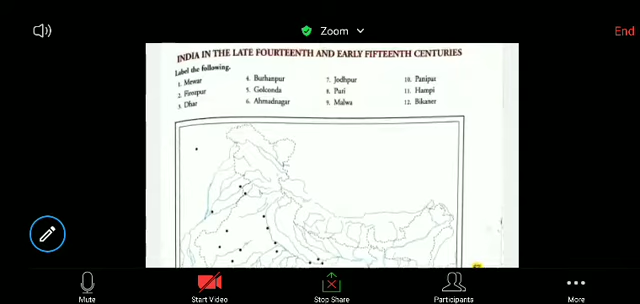 Zoom
End
INDIA IN THE LATE FOURTEENTH AND EARLY FIFTEENTH CENTURIES
Label the following.
1. Mewar 4. Burhanpur 7. Jodhpur 10. Panipat
2. Firozpur 5. Golconda 8. Puri 11. Hampi
3. Dhar 6. Ahmadnagar 9. Malwa 12. Bikaner
Mute Start Video Stop Share Participants More